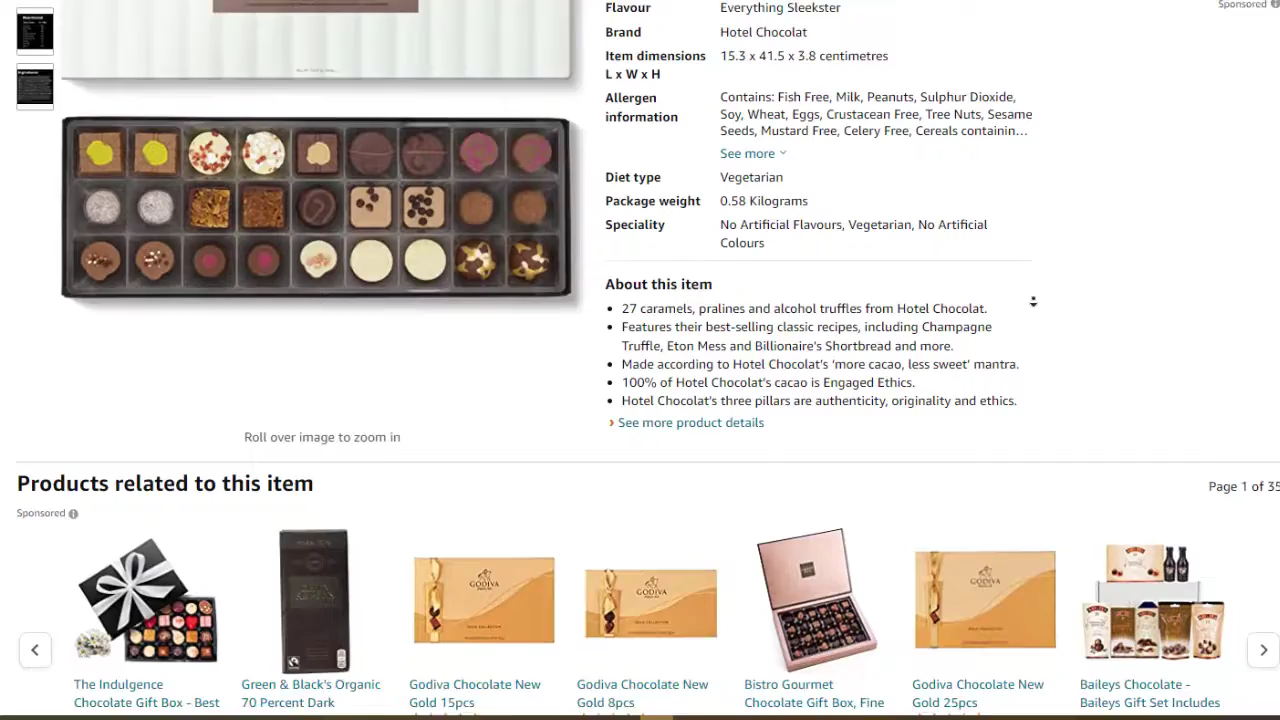 Sponsored
Flavour Everything Sleekster
Brand Hotel Chocolat
Item dimensions 15.3 x 41.5 x 3.8 centimetres
L x W x H
Allergen Contains: Fish Free, Milk, Peanuts, Sulphur Dioxide,
information Soy, Wheat, Eggs, Crustacean Free, Tree Nuts, Sesame
Seeds, Mustard Free, Celery Free, Cereals containin…
See more
Diet type Vegetarian
Package weight 0.58 Kilograms
Speciality No Artificial Flavours, Vegetarian, No Artificial
Colours
About this item
• 27 caramels, pralines and alcohol truffles from Hotel Chocolat.
• Features their best-selling classic recipes, including Champagne
Truffle, Eton Mess and Billionaire's Shortbread and more.
• Made according to Hotel Chocolat's ‘more cacao, less sweet’ mantra.
• 100% of Hotel Chocolat's cacao is Engaged Ethics.
• Hotel Chocolat's three pillars are authenticity, originality and ethics.
› See more product details
Roll over image to zoom in
Products related to this item
Page 1 of 35
Sponsored
GODIVA
GODIVA
GODIVA
The Indulgence
Chocolate Gift Box - Best
Green & Black's Organic
70 Percent Dark
Godiva Chocolate New
Gold 15pcs
Godiva Chocolate New
Gold 8pcs
Bistro Gourmet
Chocolate Gift Box, Fine
Godiva Chocolate New
Gold 25pcs
Baileys Chocolate -
Baileys Gift Set Includes